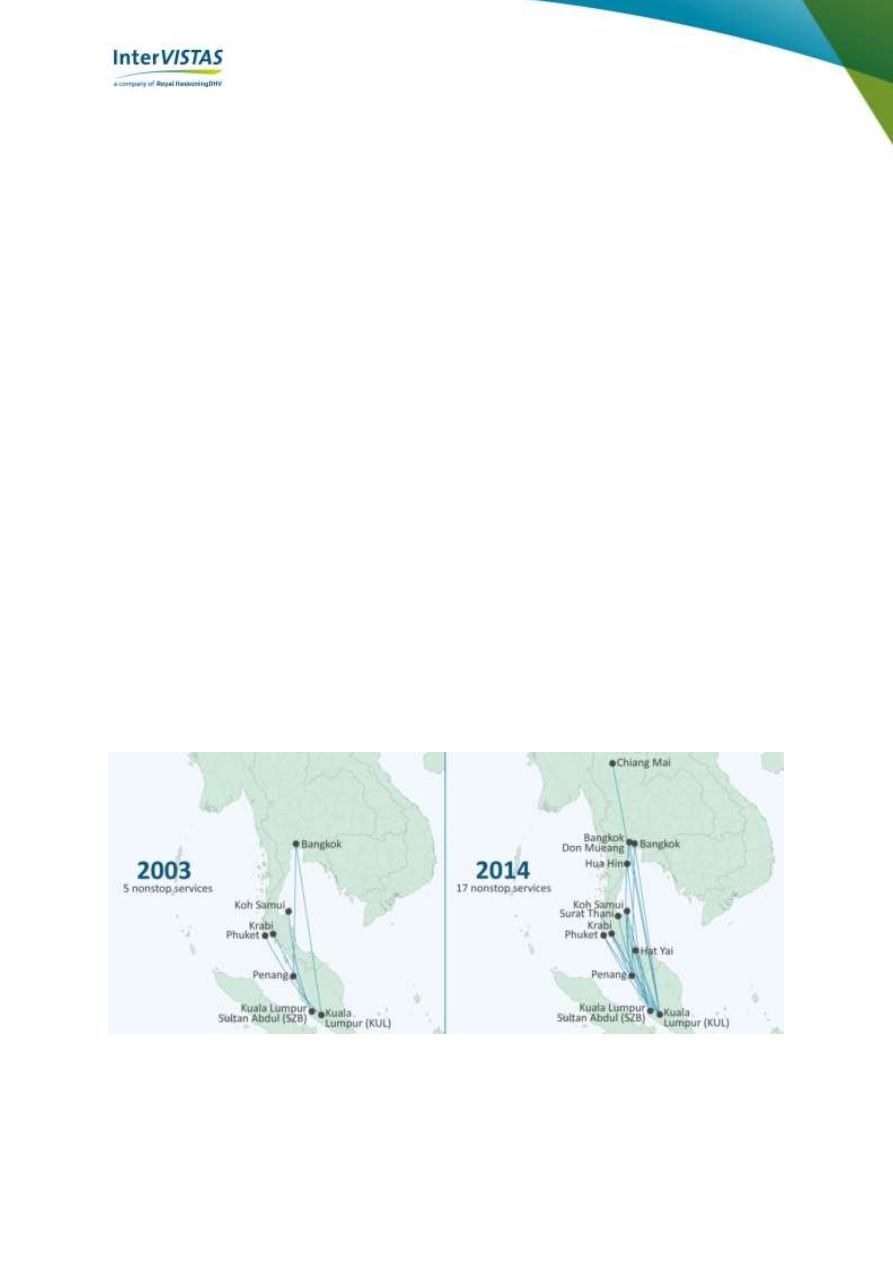 InterVISTAS
a company of Royal HaskoningDHV
2003
5 nonstop services
Bangkok
Koh Samui
Krabi
Phuket
Penang
Kuala Lumpur
Sultan Abdul (SZB)
Kuala
Lumpur (KUL)
2014
17 nonstop services
Chiang Mai
Bangkok
Don Mueang
Bangkok
Hua Hin
Koh Samui
Surat Thani
Krabi
Phuket
Hat Yai
Penang
Kuala Lumpur
Sultan Abdul (SZB)
Kuala
Lumpur (KUL)